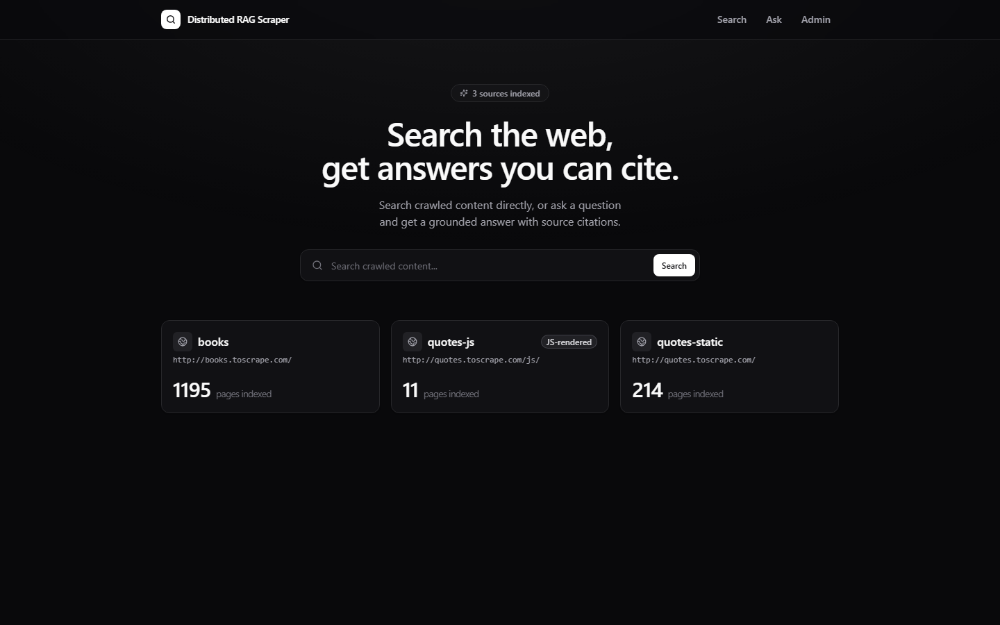 Distributed RAG Scraper
Search
Ask
Admin
3 sources indexed
Search the web,
get answers you can cite.
Search crawled content directly, or ask a question
and get a grounded answer with source citations.
Search crawled content...
Search
books
http://books.toscrape.com/
1195 pages indexed
quotes-js
JS-rendered
http://quotes.toscrape.com/js/
11 pages indexed
quotes-static
http://quotes.toscrape.com/
214 pages indexed